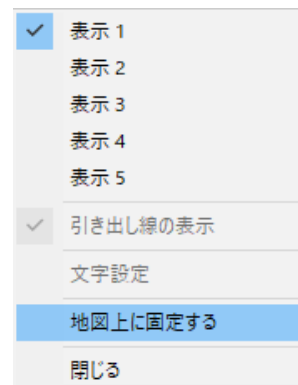 表示 1
表示 2
表示 3
表示 4
表示 5
引き出し線の表示
文字設定
地図上に固定する
閉じる